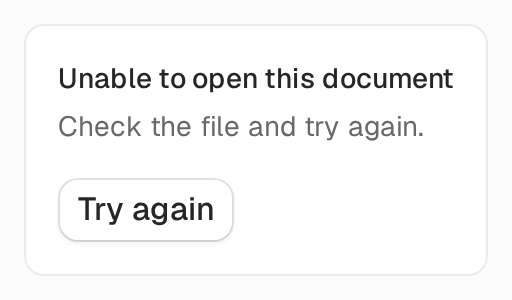 Unable to open this document
Check the file and try again.
Try again